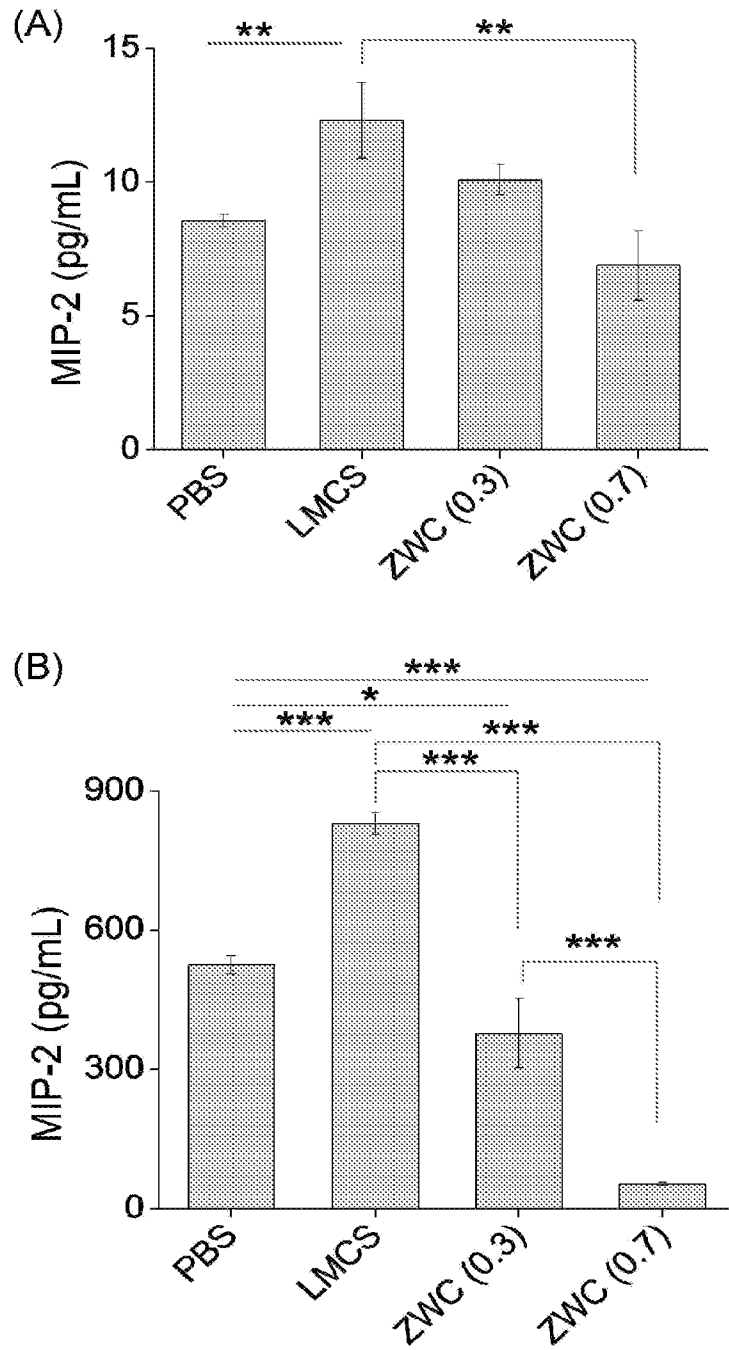 (A)
** **
15
10
5
0
MIP-2 (pg/mL)
PBS
LMCS
ZWC (0.3)
ZWC (0.7)
(B)
***
*
*** ***
***
900
600
***
300
0
MIP-2 (pg/mL)
PBS
LMCS
ZWC (0.3)
ZWC (0.7)